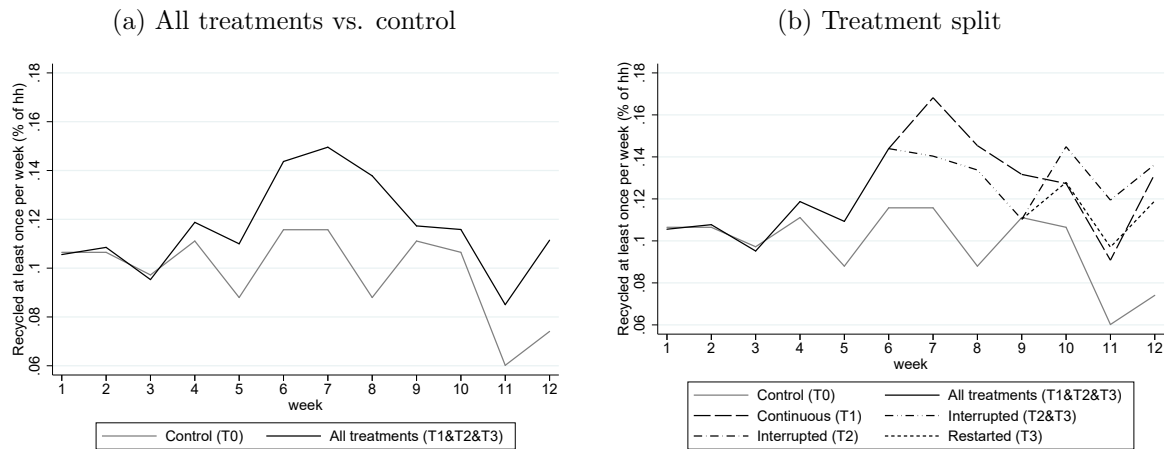 (a) All treatments vs. control
Recycled at least once per week (% of hh)
.18
.16
.14
.12
.1
.08
.06
1 2 3 4 5 6 7 8 9 10 11 12
week
Control (T0) All treatments (T1&T2&T3)
(b) Treatment split
Recycled at least once per week (% of hh)
.18
.16
.14
.12
.1
.08
.06
1 2 3 4 5 6 7 8 9 10 11 12
week
Control (T0) All treatments (T1&T2&T3)
Continuous (T1) Interrupted (T2&T3)
Interrupted (T2) Restarted (T3)